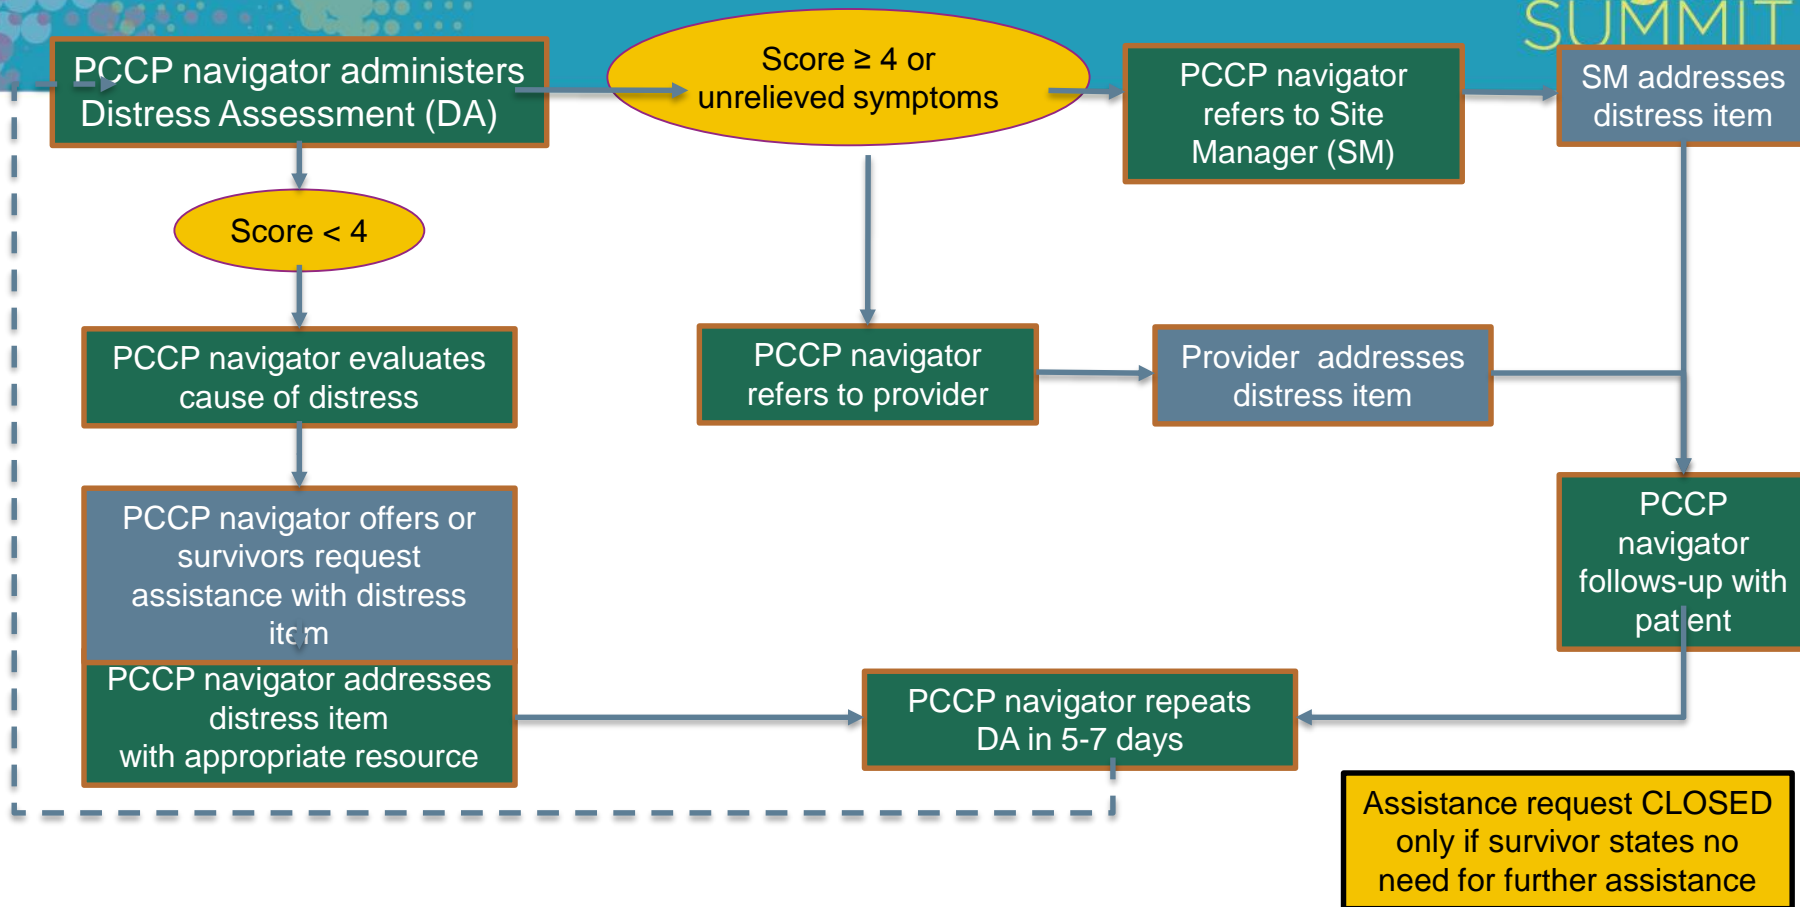 SUMMIT
PCCP navigator administers
Distress Assessment (DA)
Score ≥ 4 or
unrelieved symptoms
PCCP navigator
refers to Site
Manager (SM)
SM addresses
distress item
Score < 4
PCCP navigator evaluates
cause of distress
PCCP navigator
refers to provider
Provider addresses
distress item
PCCP navigator offers or
survivors request
assistance with distress
item
PCCP
navigator
follows-up with
patient
PCCP navigator addresses
distress item
with appropriate resource
PCCP navigator repeats
DA in 5-7 days
Assistance request CLOSED
only if survivor states no
need for further assistance